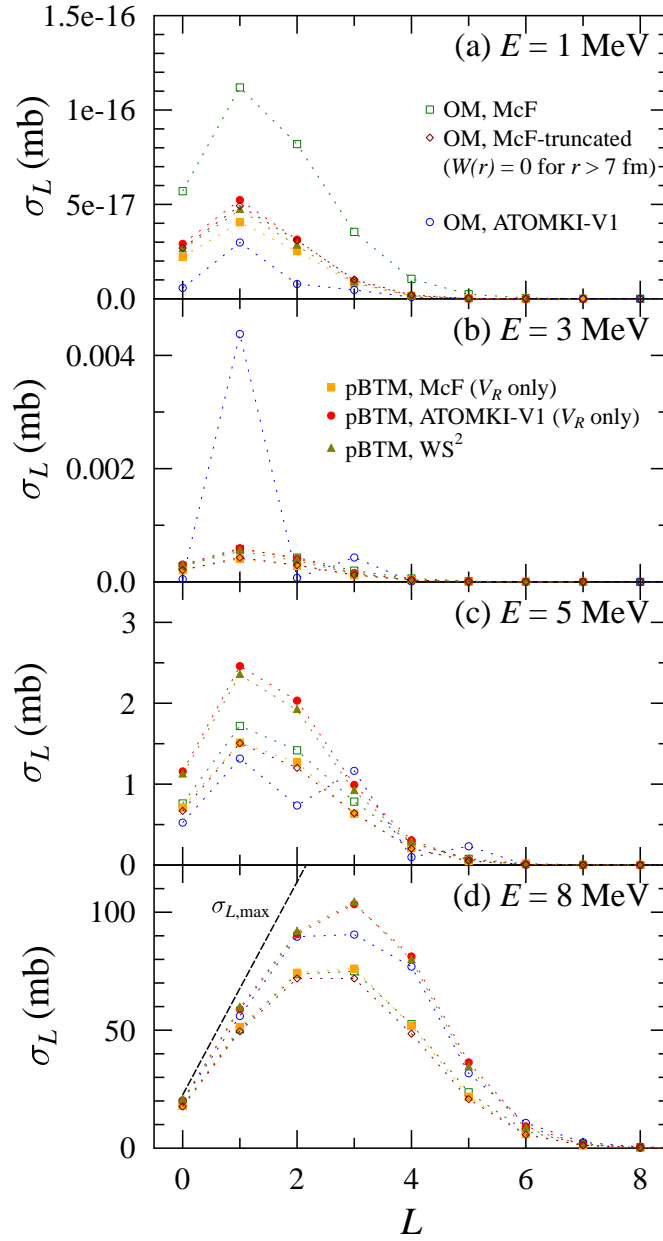 (a) E = 1 MeV
1.5e-16
1e-16
5e-17
0.0
σL (mb)
OM, McF
OM, McF-truncated
(W(r) = 0 for r > 7 fm)
OM, ATOMKI-V1
(b) E = 3 MeV
0.004
0.002
0.0
σL (mb)
pBTM, McF (VR only)
pBTM, ATOMKI-V1 (VR only)
pBTM, WS²
(c) E = 5 MeV
3
2
1
0
σL (mb)
(d) E = 8 MeV
σL,max
100
50
0
σL (mb)
0 2 4 6 8
L